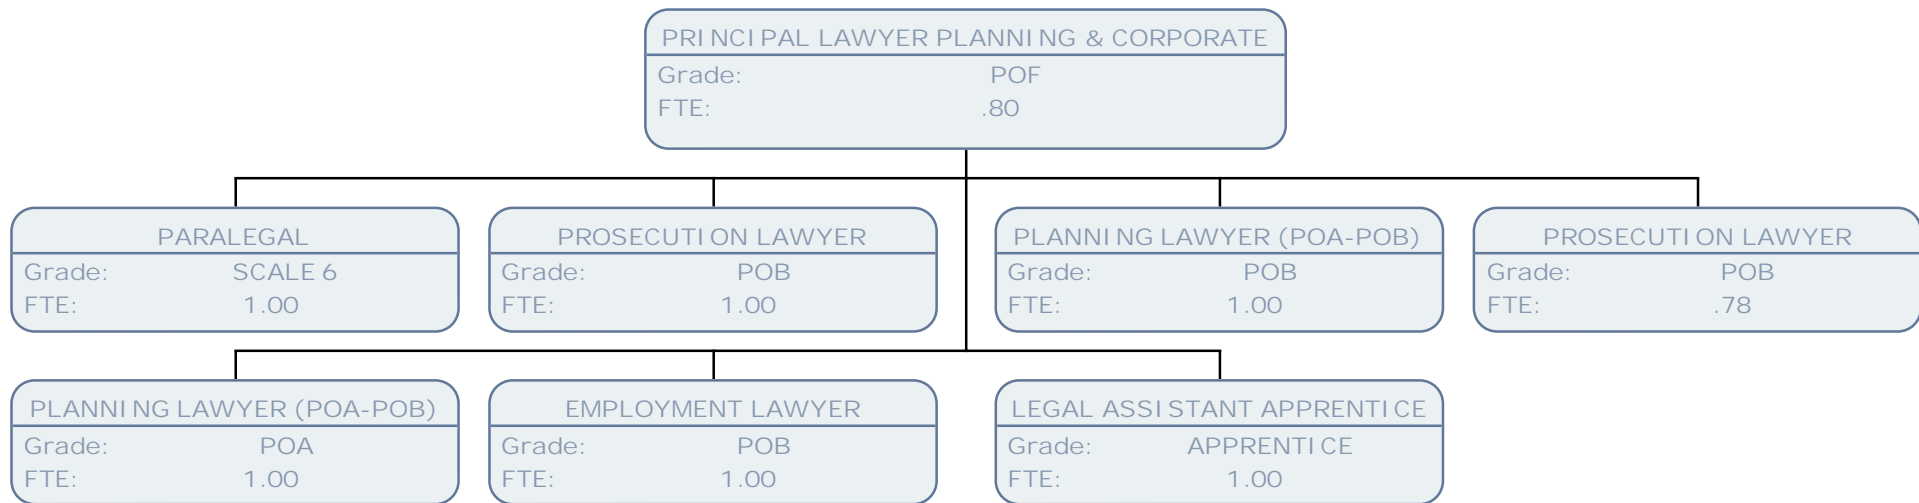 PRINCIPAL LAWYER PLANNING & CORPORATE
Grade: POF
FTE: .80
PARALEGAL
Grade: SCALE 6
FTE: 1.00
PROSECUTION LAWYER
Grade: POB
FTE: 1.00
PLANNING LAWYER (POA-POB)
Grade: POB
FTE: 1.00
PROSECUTION LAWYER
Grade: POB
FTE: .78
PLANNING LAWYER (POA-POB)
Grade: POA
FTE: 1.00
EMPLOYMENT LAWYER
Grade: POB
FTE: 1.00
LEGAL ASSISTANT APPRENTICE
Grade: APPRENTICE
FTE: 1.00